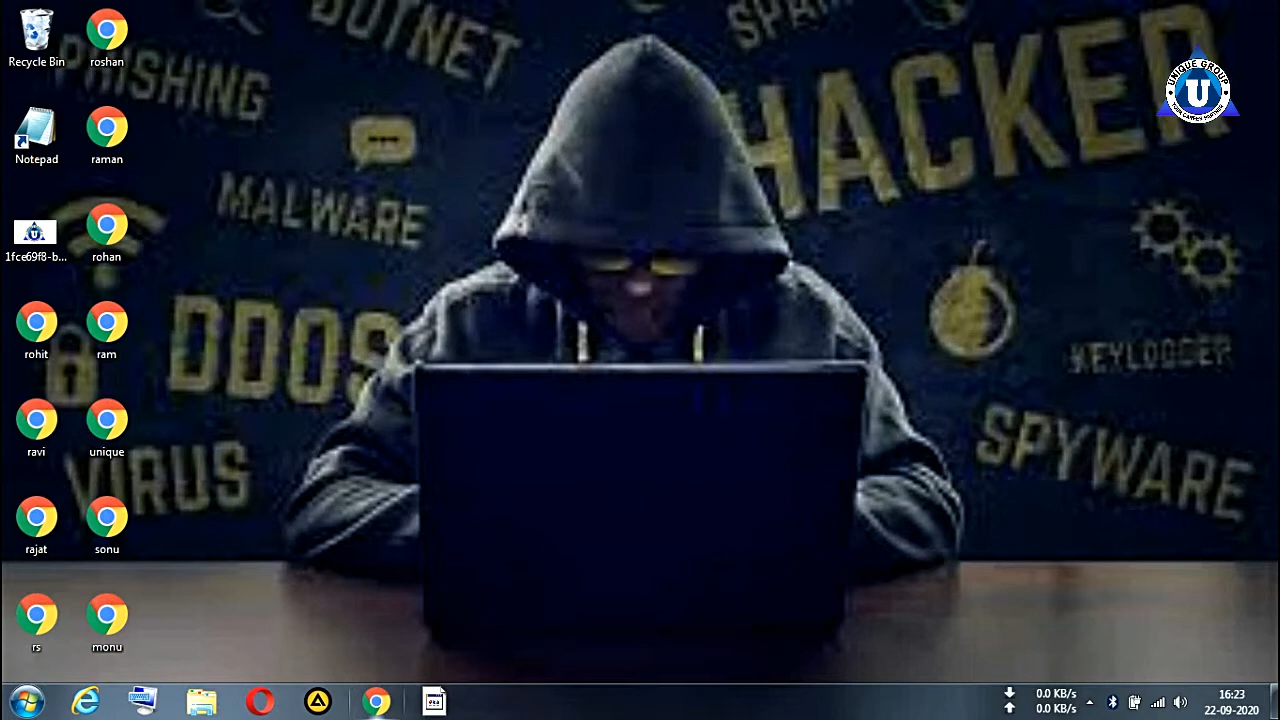 Recycle Bin
roshan
Notepad
raman
1fce69f8-b...
rohan
rohit
ram
ravi
unique
rajat
sonu
rs
monu
PHISHING
DOTNET
MALWARE
DDOS
VIRUS
HACKER
KEYLOGGER
SPYWARE
UNIQUE GROUP
U
0.0 KB/s
0.0 KB/s
16:23
22-09-2020